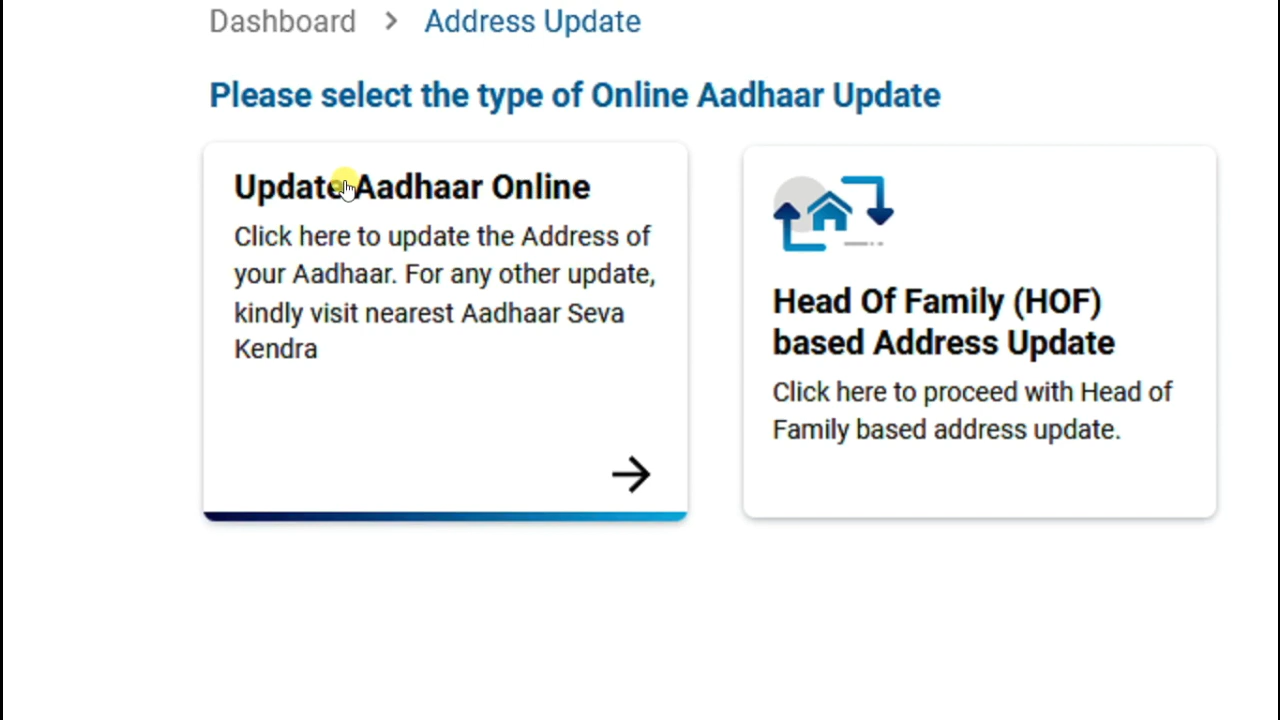 Dashboard > Address Update
Please select the type of Online Aadhaar Update
Update Aadhaar Online
Click here to update the Address of
your Aadhaar. For any other update,
kindly visit nearest Aadhaar Seva
Kendra
Head Of Family (HOF)
based Address Update
Click here to proceed with Head of
Family based address update.